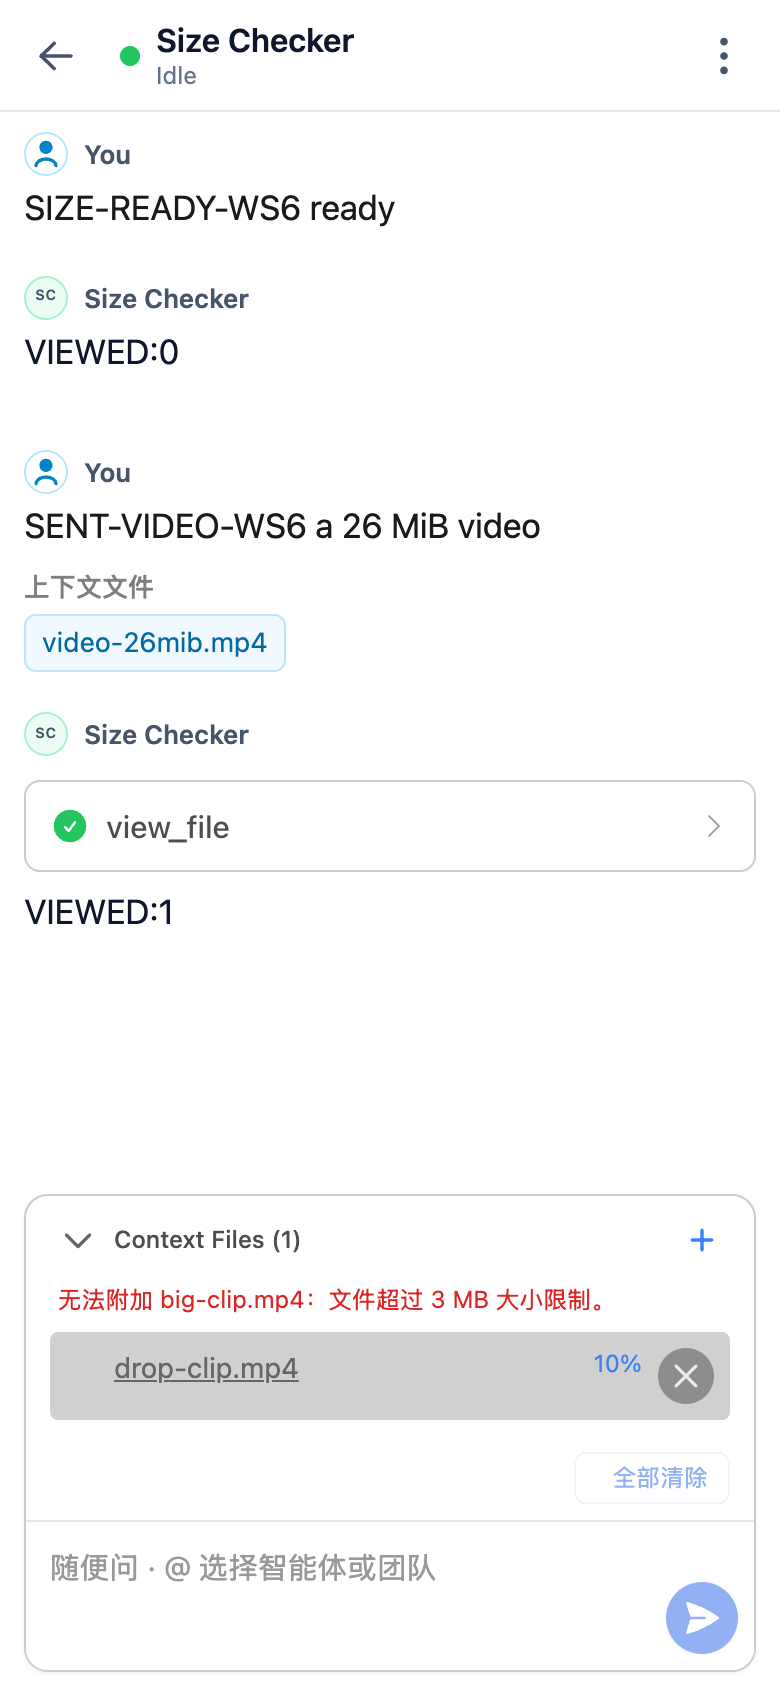 Size Checker
Idle
You
SIZE-READY-WS6 ready
SC
Size Checker
VIEWED:0
You
SENT-VIDEO-WS6 a 26 MiB video
上下文文件
video-26mib.mp4
SC
Size Checker
view_file
VIEWED:1
Context Files (1)
无法附加 big-clip.mp4：文件超过 3 MB 大小限制。
drop-clip.mp4
10%
全部清除
随便问 · @ 选择智能体或团队